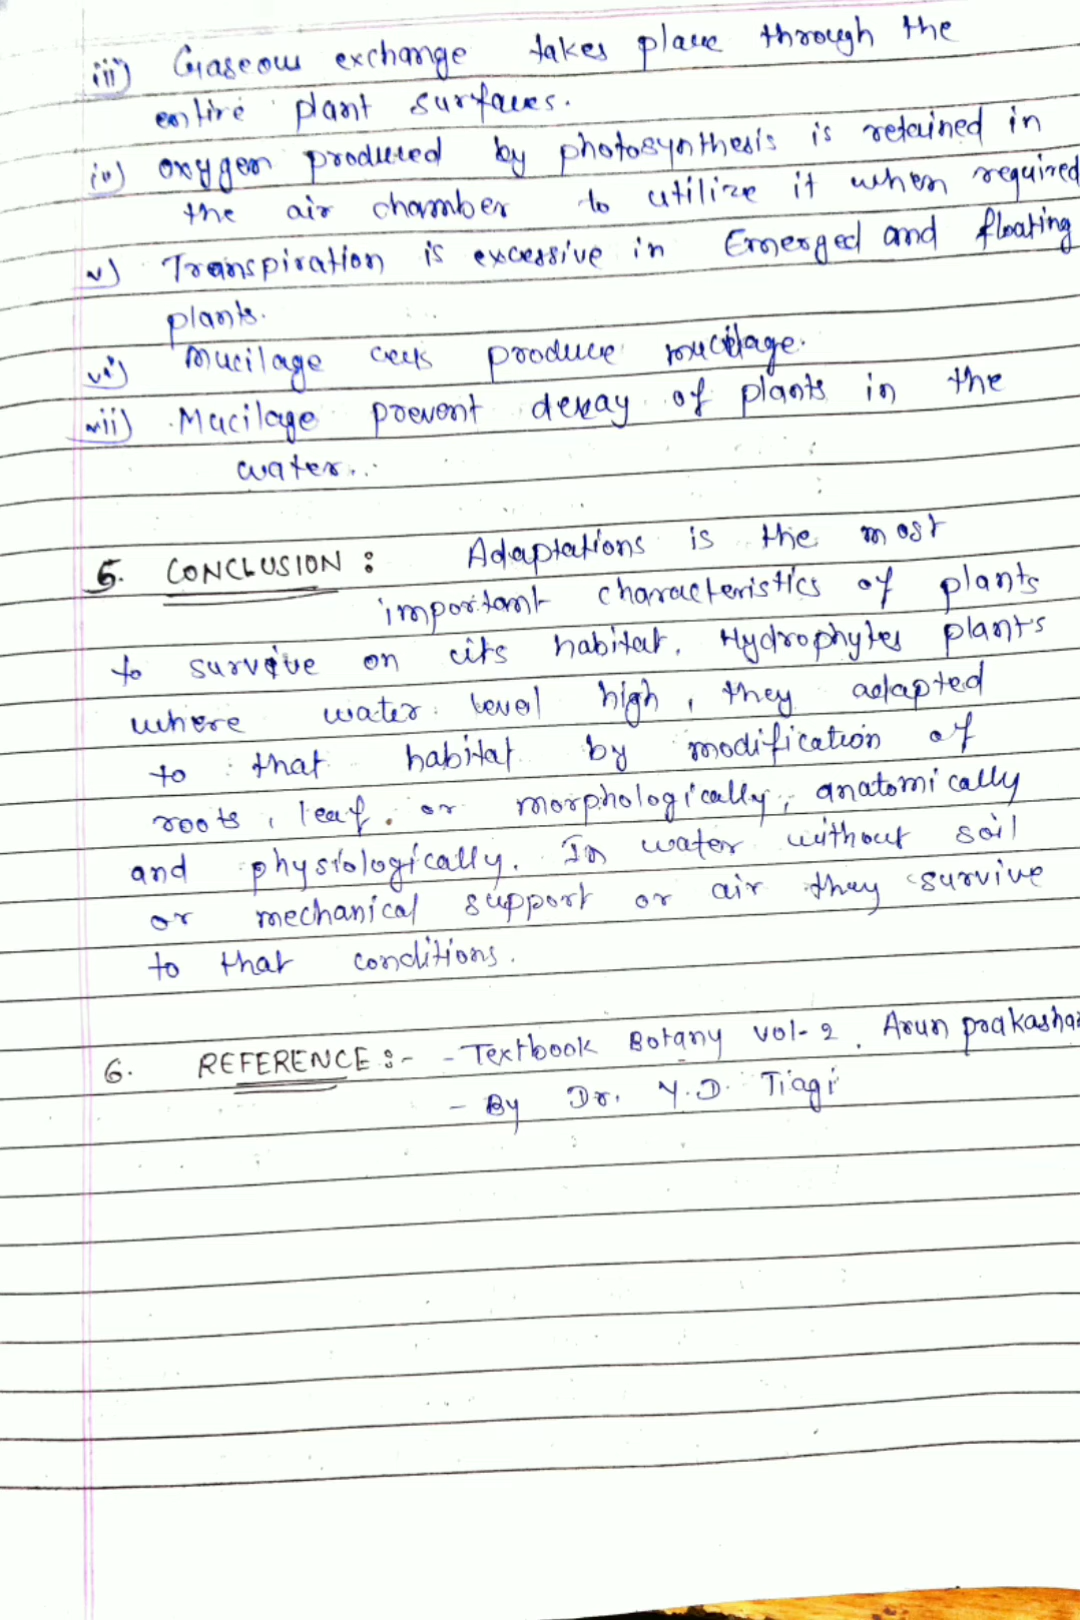 iii) Gaseous exchange takes place through the
entire plant surfaces.
iv) oxygen produced by photosynthesis is retained in
the air chamber to utilize it when required
v) Transpiration is excessive in Emerged and floating
plants.
vi) Mucilage cells produce mucilage.
vii) Mucilage prevent dekay of plants in the
water...
5. CONCLUSION : Adaptations is the most
important characteristics of plants
to survive on its habitat. Hydrophytes plants
where water level high, they adapted
to that habitat by modification of
roots, leaf. or morphologically, anatomically
and physiologically. In water without soil
or mechanical support or air they survive
to that conditions.
6. REFERENCE :- - Textbook Botany vol-2. Arun prakashan
- By Dr. Y.D. Tiagi